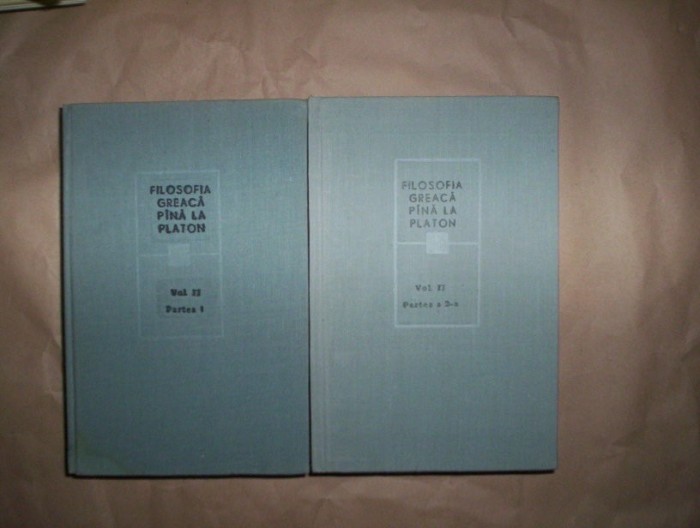 FILOSOFIA
GREACĂ
PÎNĂ LA
PLATON
Vol II
Partea 1
FILOSOFIA
GREACĂ
PÎNĂ LA
PLATON
Vol. II
Partea a 2-a